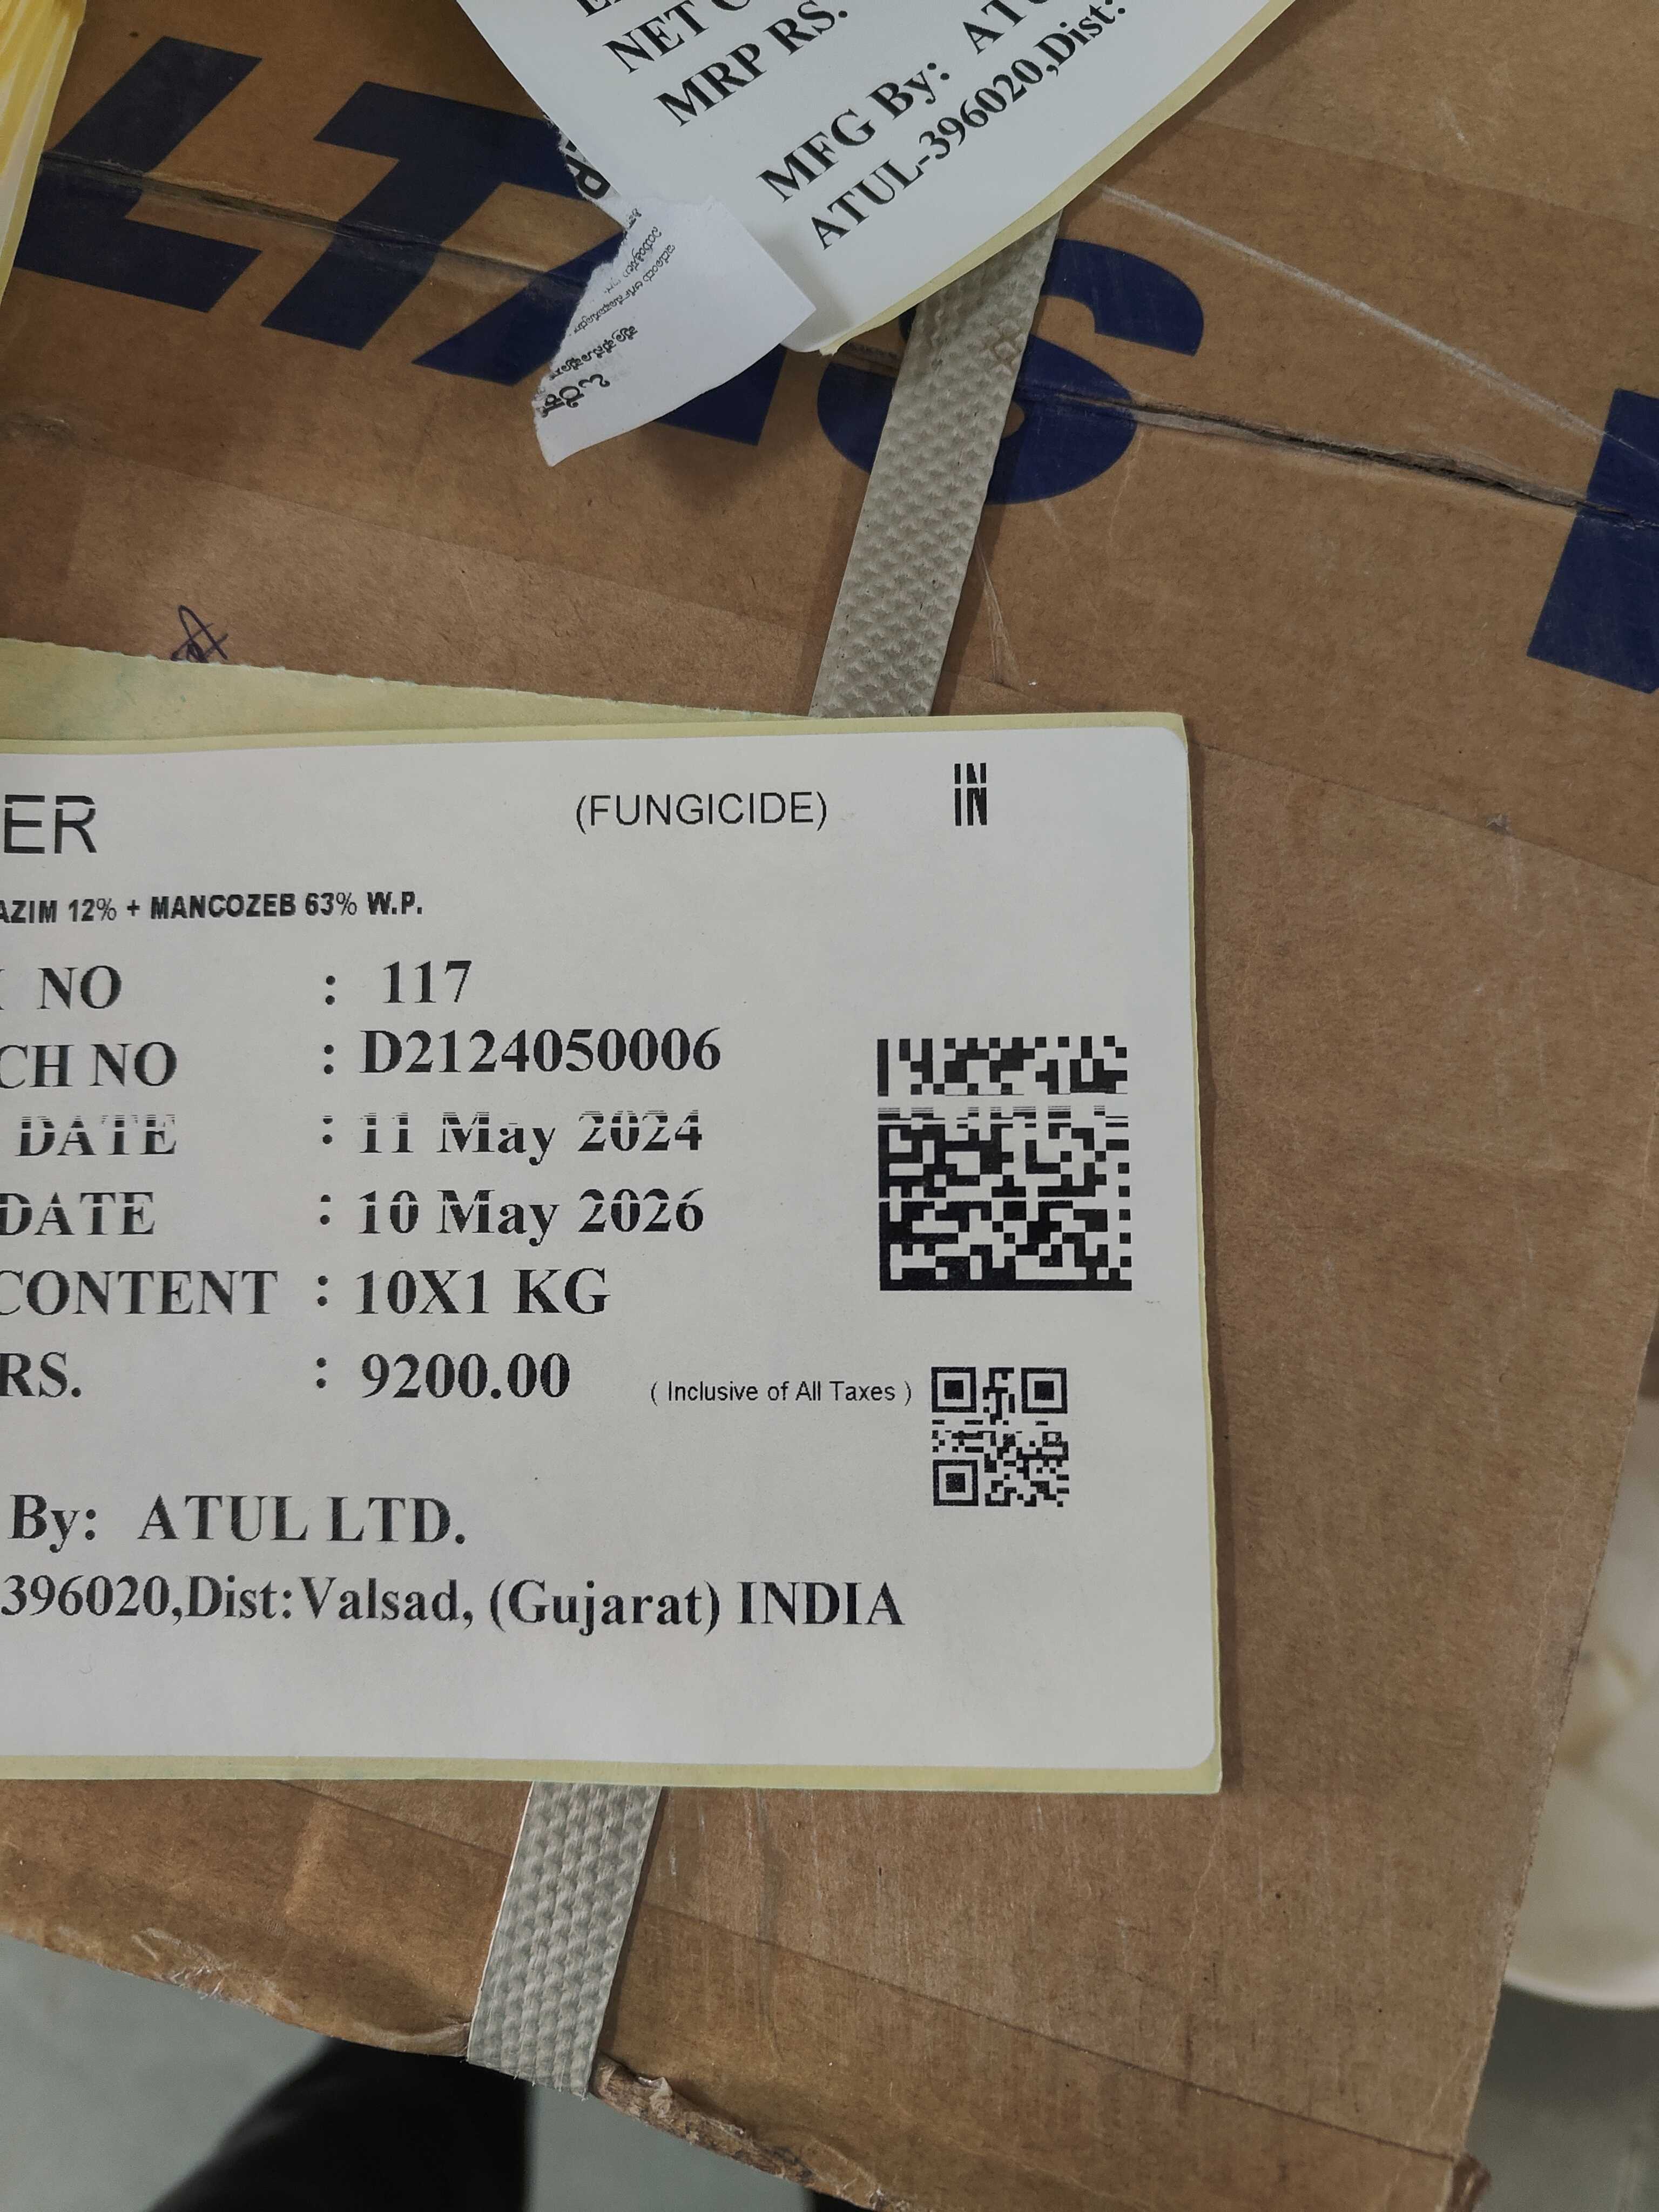 NET
MRP RS.
MFG By:
ATUL-396020,Dist:
LTZS
ER
(FUNGICIDE)
IN
AZIM 12% + MANCOZEB 63% W.P.
NO : 117
CH NO : D2124050006
DATE : 11 May 2024
DATE : 10 May 2026
CONTENT : 10X1 KG
RS. : 9200.00 ( Inclusive of All Taxes )
By: ATUL LTD.
396020,Dist:Valsad, (Gujarat) INDIA